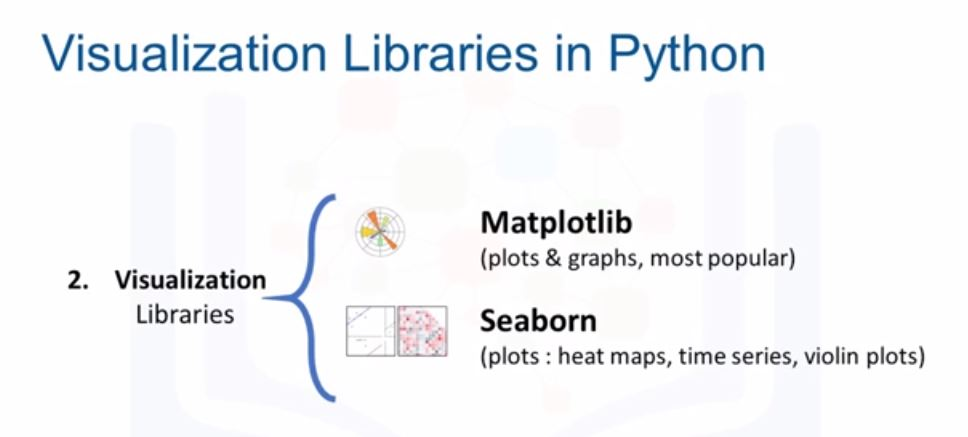 Visualization Libraries in Python
2. Visualization
Libraries
Matplotlib
(plots & graphs, most popular)
Seaborn
(plots : heat maps, time series, violin plots)